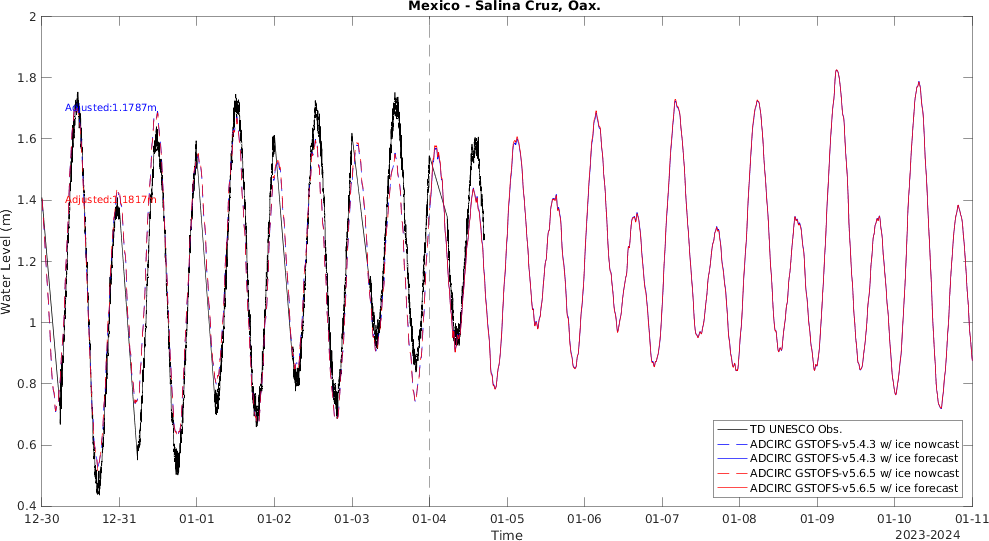 Mexico - Salina Cruz, Oax.
2
1.8
1.6
1.4
1.2
1
0.8
0.6
0.4
Water Level (m)
Adjusted:1.1787m
Adjusted:1.1817m
TD UNESCO Obs.
ADCIRC GSTOFS-v5.4.3 w/ ice nowcast
ADCIRC GSTOFS-v5.4.3 w/ ice forecast
ADCIRC GSTOFS-v5.6.5 w/ ice nowcast
ADCIRC GSTOFS-v5.6.5 w/ ice forecast
12-30 12-31 01-01 01-02 01-03 01-04 01-05 01-06 01-07 01-08 01-09 01-10 01-11
Time
2023-2024